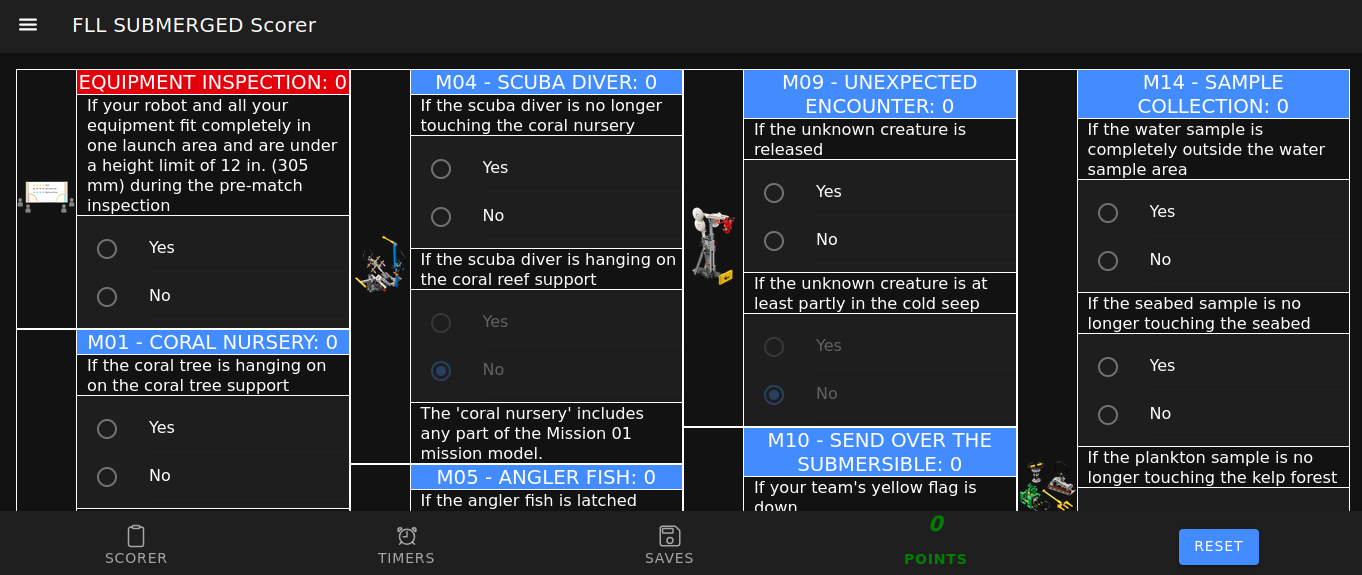 FLL SUBMERGED Scorer
EQUIPMENT INSPECTION: 0
If your robot and all your
equipment fit completely in
one launch area and are under
a height limit of 12 in. (305
mm) during the pre-match
inspection
Yes
No
M01 - CORAL NURSERY: 0
If the coral tree is hanging on
on the coral tree support
Yes
No
M04 - SCUBA DIVER: 0
If the scuba diver is no longer
touching the coral nursery
Yes
No
If the scuba diver is hanging on
the coral reef support
Yes
No
The 'coral nursery' includes
any part of the Mission 01
mission model.
M05 - ANGLER FISH: 0
If the angler fish is latched
M09 - UNEXPECTED
ENCOUNTER: 0
If the unknown creature is
released
Yes
No
If the unknown creature is at
least partly in the cold seep
Yes
No
M10 - SEND OVER THE
SUBMERSIBLE: 0
If your team's yellow flag is
down
M14 - SAMPLE
COLLECTION: 0
If the water sample is
completely outside the water
sample area
Yes
No
If the seabed sample is no
longer touching the seabed
Yes
No
If the plankton sample is no
longer touching the kelp forest
SCORER
TIMERS
SAVES
0
POINTS
RESET